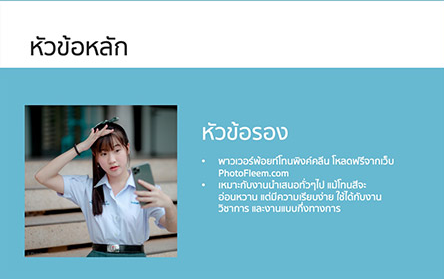 หัวข้อหลัก
หัวข้อรอง
• พาวเวอร์พ้อยท์โทนพิงค์คลีน โหลดฟรีจากเว็บ
PhotoFleem.com
• เหมาะกับงานนำเสนอทั่วๆไป แม้โทนสีจะ
อ่อนหวาน แต่มีความเรียบง่าย ใช้ได้กับงาน
วิชาการ และงานแบบกึ่งทางการ